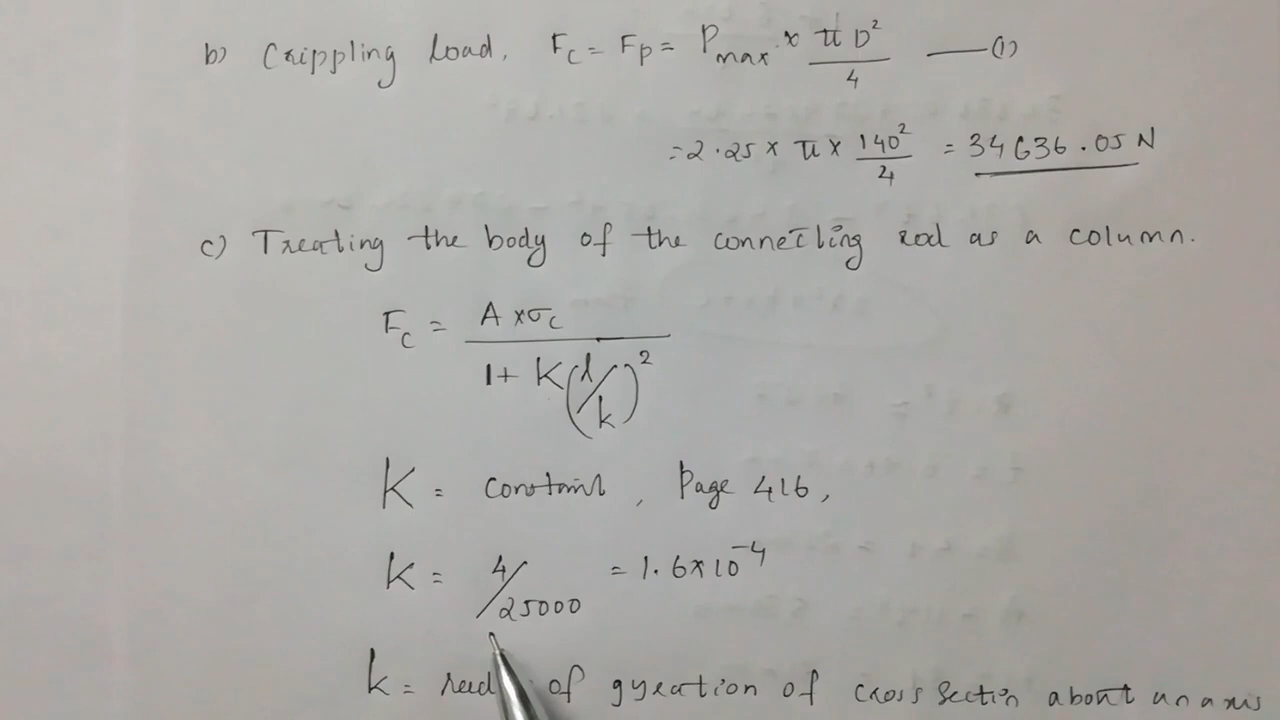 b) Crippling Load, Fc = Fp = Pmax × πD²/4 —— (1)
= 2.25 × π × 140²/4 = 34636.05 N
c) Treating the body of the connecting rod as a column.
Fc = A×σc / 1 + K(l/k)²
K = constant, Page 416,
K = 4/25000 = 1.6×10⁻⁴
k = of gyration of cross section about an axis